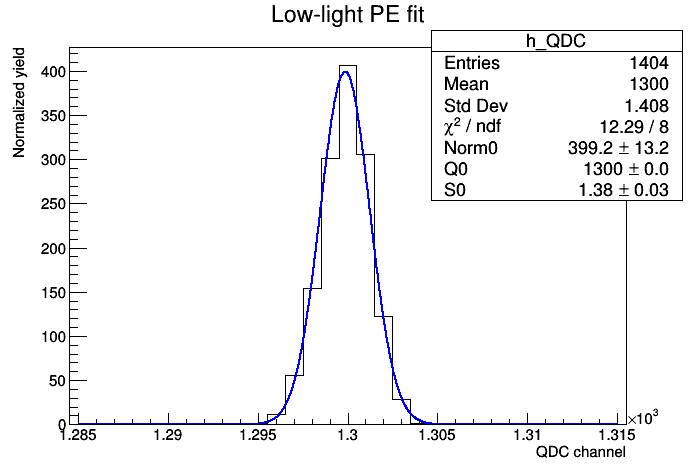 Low-light PE fit
h_QDC
Entries 1404
Mean 1300
Std Dev 1.408
χ² / ndf 12.29 / 8
Norm0 399.2 ± 13.2
Q0 1300 ± 0.0
S0 1.38 ± 0.03
Normalized yield
400
350
300
250
200
150
100
50
0
1.285 1.29 1.295 1.3 1.305 1.31 1.315 ×10³
QDC channel